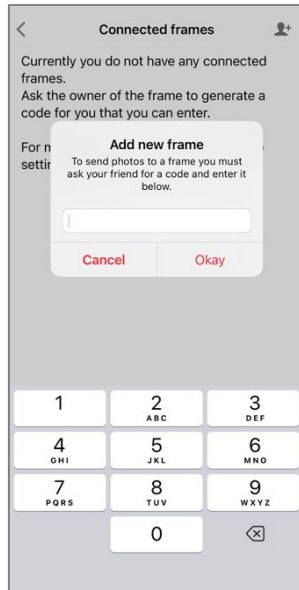 Connected frames
Currently you do not have any connected
frames.
Ask the owner of the frame to generate a
code for you that you can enter.
For
settin
Add new frame
To send photos to a frame you must
ask your friend for a code and enter it
below.
Cancel Okay
1 2 3
ABC DEF
4 5 6
GHI JKL MNO
7 8 9
PQRS TUV WXYZ
0